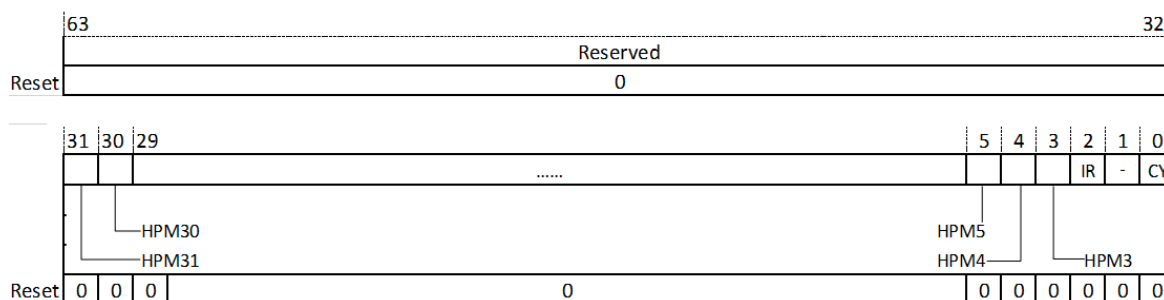 63 32
Reserved
Reset 0
31 30 29 5 4 3 2 1 0
...... IR - CY
HPM30 HPM5
HPM31 HPM4 HPM3
Reset 0 0 0 0 0 0 0 0 0 0